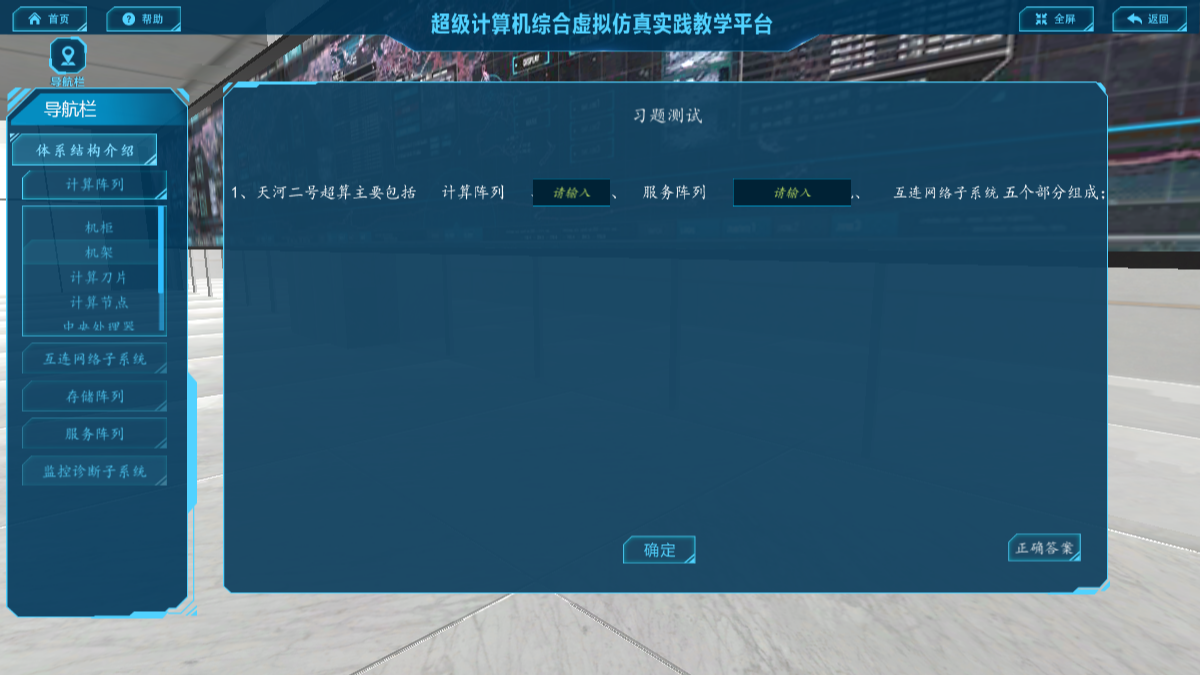 首页
帮助
超级计算机综合虚拟仿真实践教学平台
全屏
返回
导航栏
DISPLAY
导航栏
体系结构介绍
计算阵列
机柜
机架
计算刀片
计算节点
中央处理器
互连网络子系统
存储阵列
服务阵列
监控诊断子系统
习题测试
1、天河二号超算主要包括 计算阵列 、 请输入 、 服务阵列 请输入 、 互连网络子系统 五个部分组成;
确定
正确答案